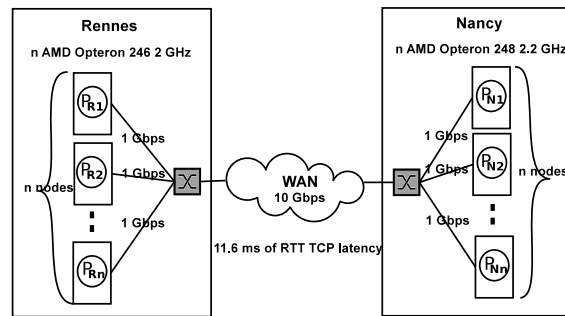 Rennes
n AMD Opteron 246 2 GHz
PR1
1 Gbps
PR2
1 Gbps
n nodes
1 Gbps
PRn
WAN
10 Gbps
11.6 ms of RTT TCP latency
Nancy
n AMD Opteron 248 2.2 GHz
PN1
1 Gbps
PN2
1 Gbps
n nodes
1 Gbps
PNn